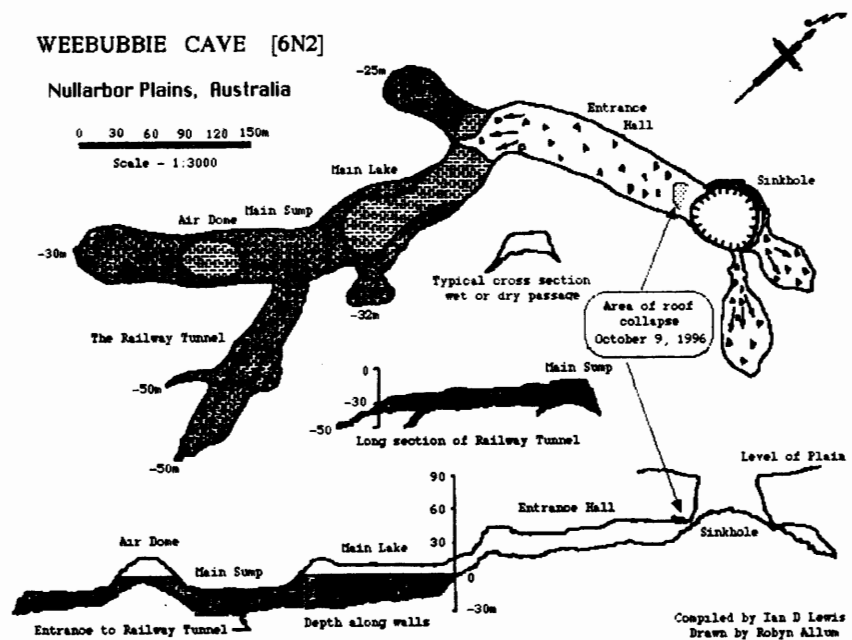 WEEBUBBIE CAVE [6N2]
Nullarbor Plains, Australia
0 30 60 90 120 150m
Scale - 1:3000
-25m
Entrance
Hall
Sinkhole
Main Lake
Main Sump
Air Dome
-30m
-32m
Typical cross section
wet or dry passage
Area of roof
collapse
October 9, 1996
The Railway Tunnel
-50m
-50m
Main Sump
0
-30
-50
Long section of Railway Tunnel
Level of Plain
90
60
30
0
-30m
Entrance Hall
Sinkhole
Air Dome
Main Sump
Main Lake
Entrance to Railway Tunnel
Depth along walls
Compiled by Ian D Lewis
Drawn by Robyn Allum